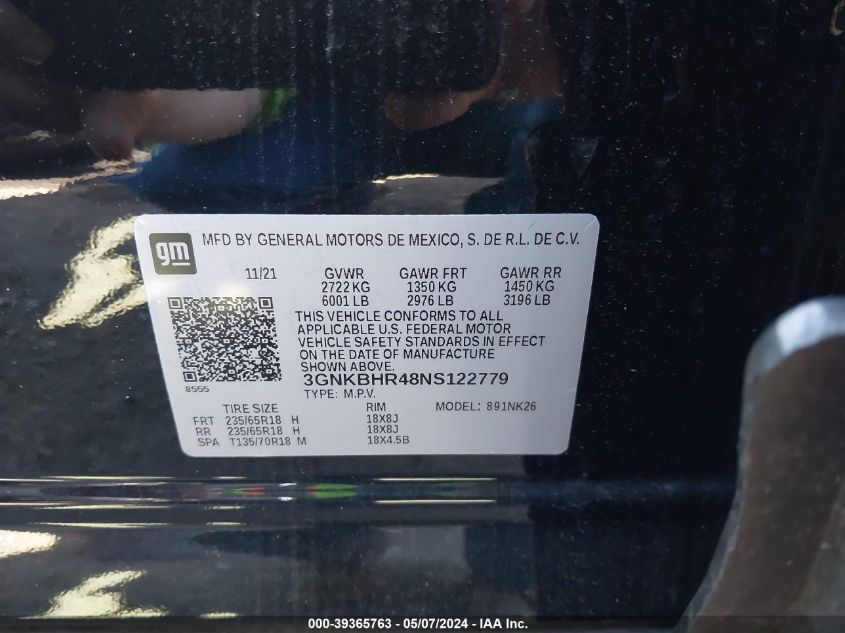 gm MFD BY GENERAL MOTORS DE MEXICO, S. DE R.L. DE C.V.
11/21 GVWR GAWR FRT GAWR RR
2722 KG 1350 KG 1450 KG
6001 LB 2976 LB 3196 LB
THIS VEHICLE CONFORMS TO ALL
APPLICABLE U.S. FEDERAL MOTOR
VEHICLE SAFETY STANDARDS IN EFFECT
ON THE DATE OF MANUFACTURE
SHOWN ABOVE.
3GNKBHR48NS122779
8555 TYPE: M.P.V.
TIRE SIZE RIM MODEL: 891NK26
FRT 235/65R18 H 18X8J
RR 235/65R18 H 18X8J
SPA T135/70R18 M 18X4.5B
000-39365763 - 05/07/2024 - IAA Inc.